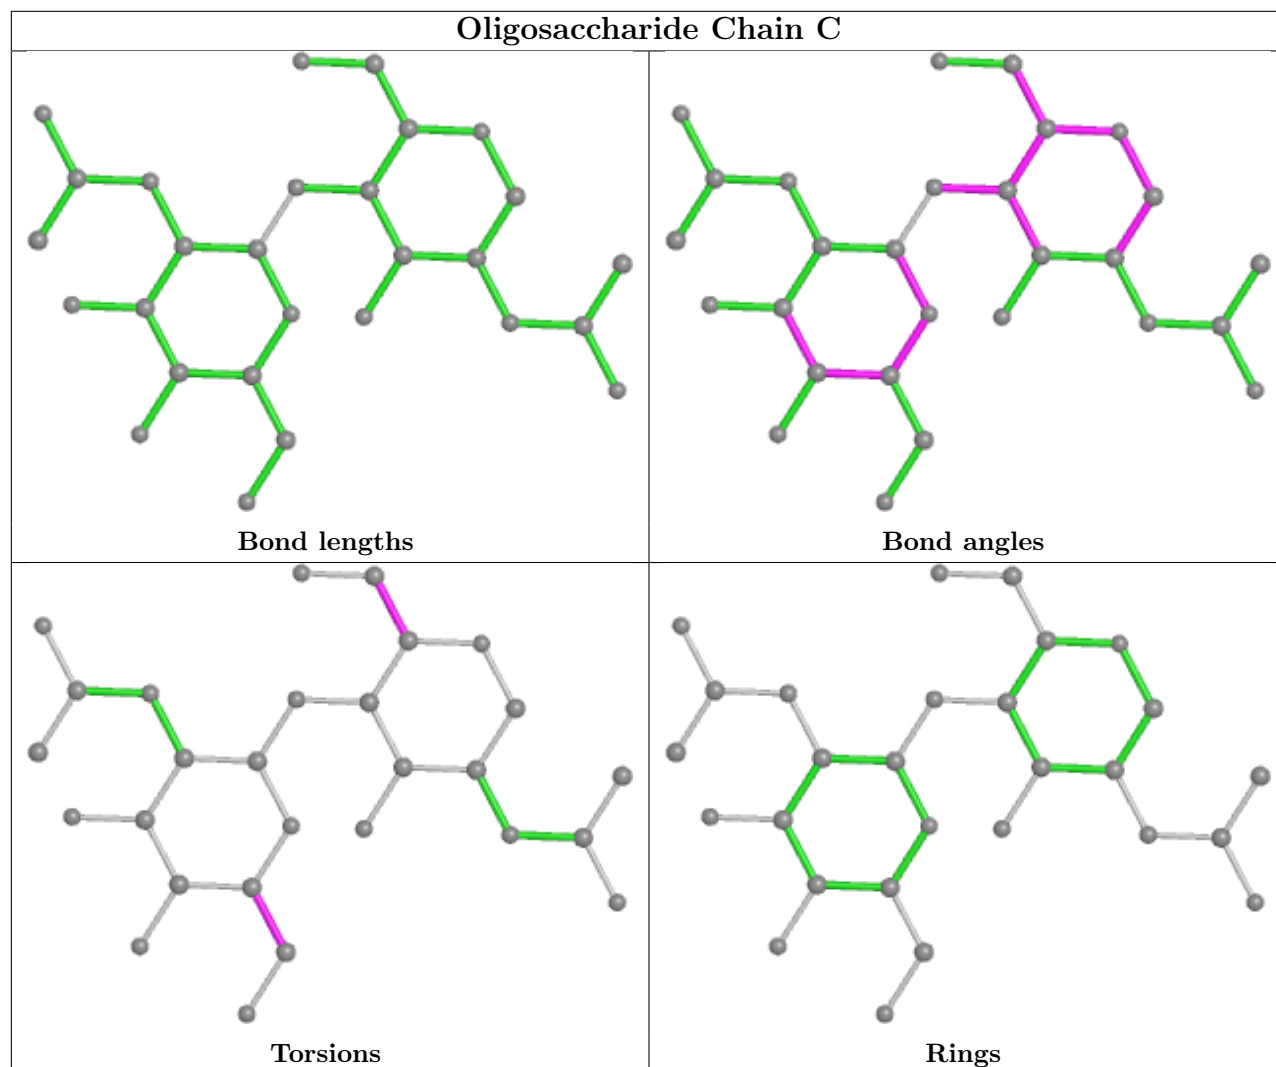 Oligosaccharide Chain C
Bond lengths
Bond angles
Torsions
Rings